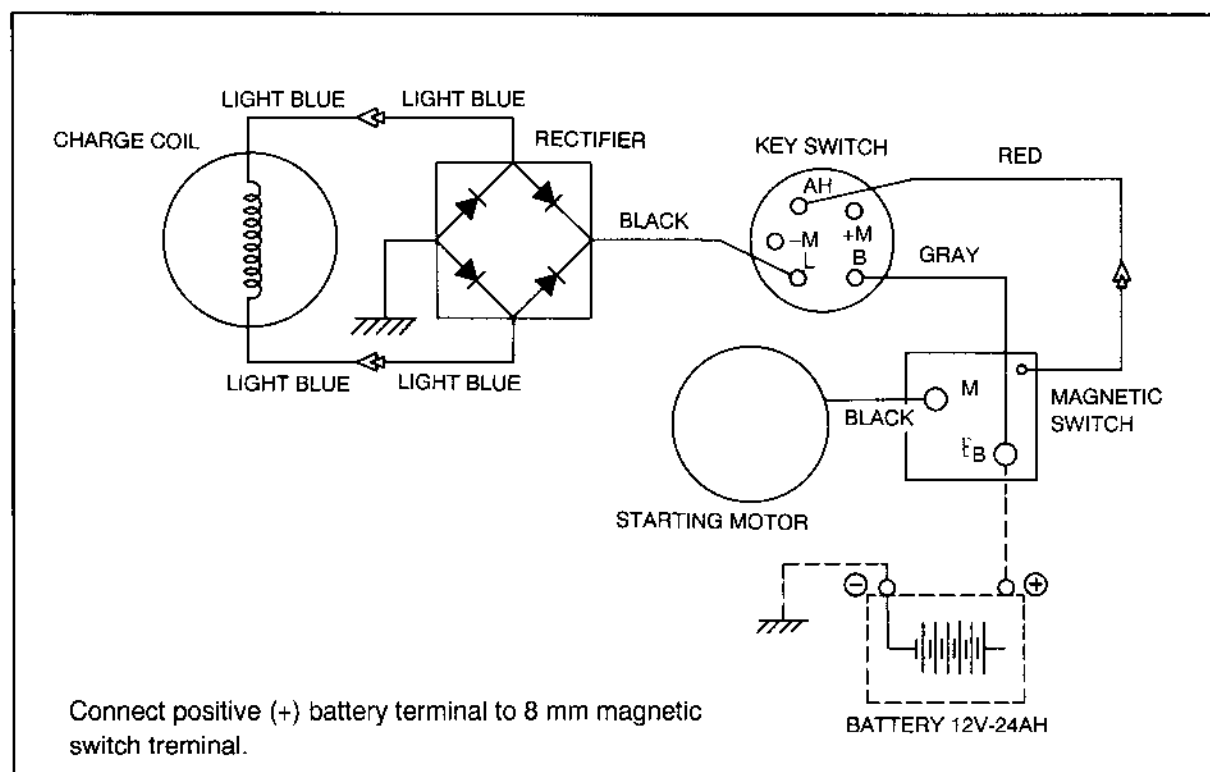 LIGHT BLUE LIGHT BLUE
CHARGE COIL
RECTIFIER
KEY SWITCH
RED
AH
BLACK
–M
+M
L
B
GRAY
LIGHT BLUE LIGHT BLUE
M
BLACK
MAGNETIC
SWITCH
B
STARTING MOTOR
− +
Connect positive (+) battery terminal to 8 mm magnetic
switch treminal.
BATTERY 12V-24AH